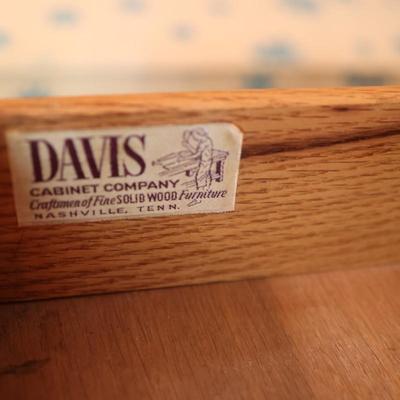 DAVIS
CABINET COMPANY
Craftsmen of Fine SOLID WOOD Furniture
NASHVILLE, TENN.